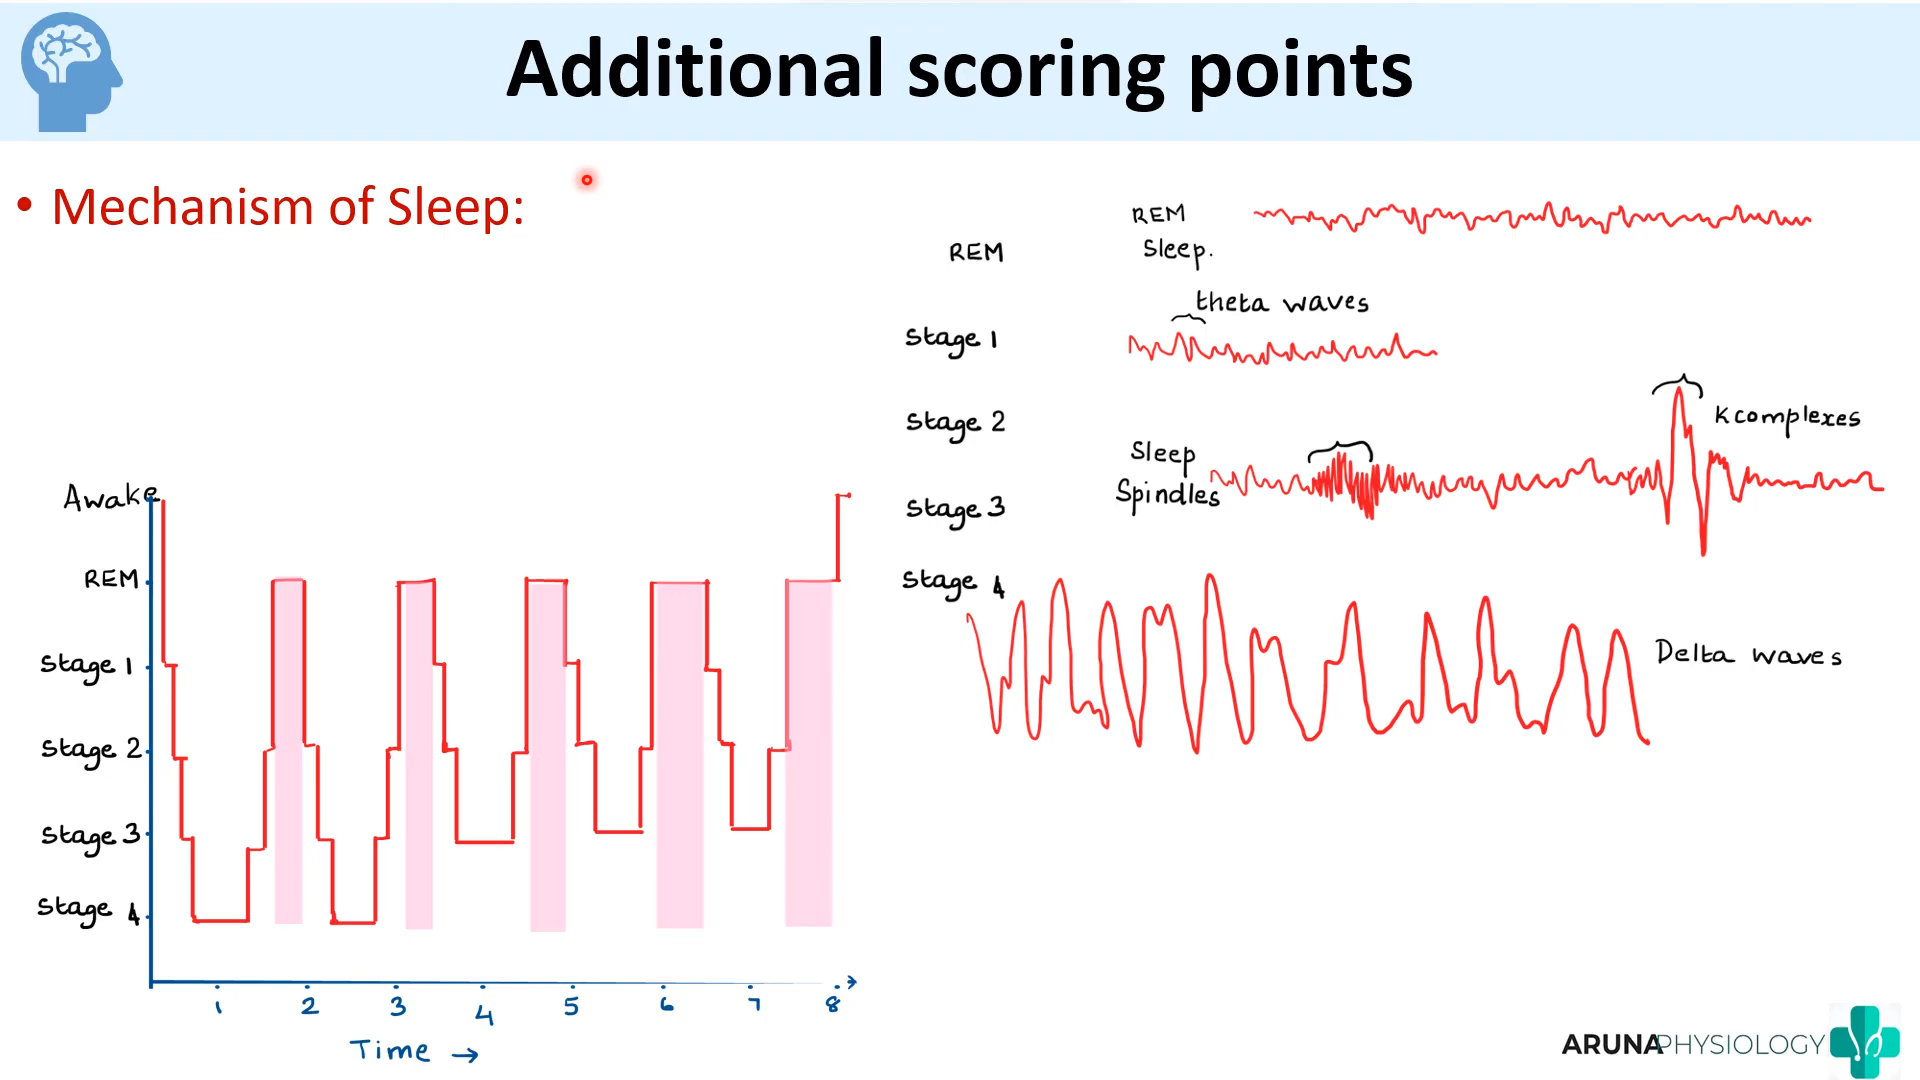 Additional scoring points
• Mechanism of Sleep:
Awake
REM
Stage 1
Stage 2
Stage 3
Stage 4
1 2 3 4 5 6 7 8
Time →
REM
Stage 1
Stage 2
Stage 3
Stage 4
REM
Sleep.
theta waves
K complexes
Sleep
Spindles
Delta waves
ARUNAPHYSIOLOGY